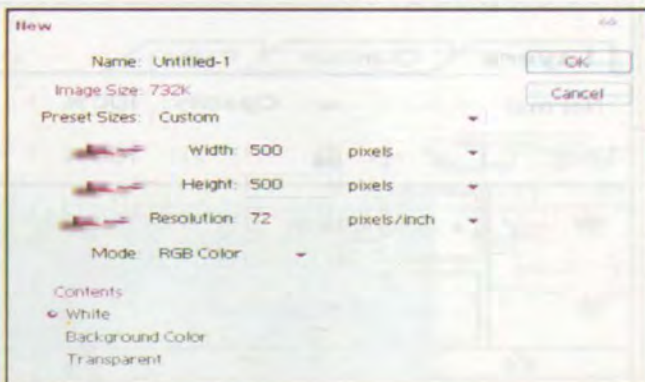 New
Name: Untitled-1
OK
Image Size: 732K
Cancel
Preset Sizes: Custom
Width: 500 pixels
Height: 500 pixels
Resolution: 72 pixels/inch
Mode: RGB Color
Contents
White
Background Color
Transparent